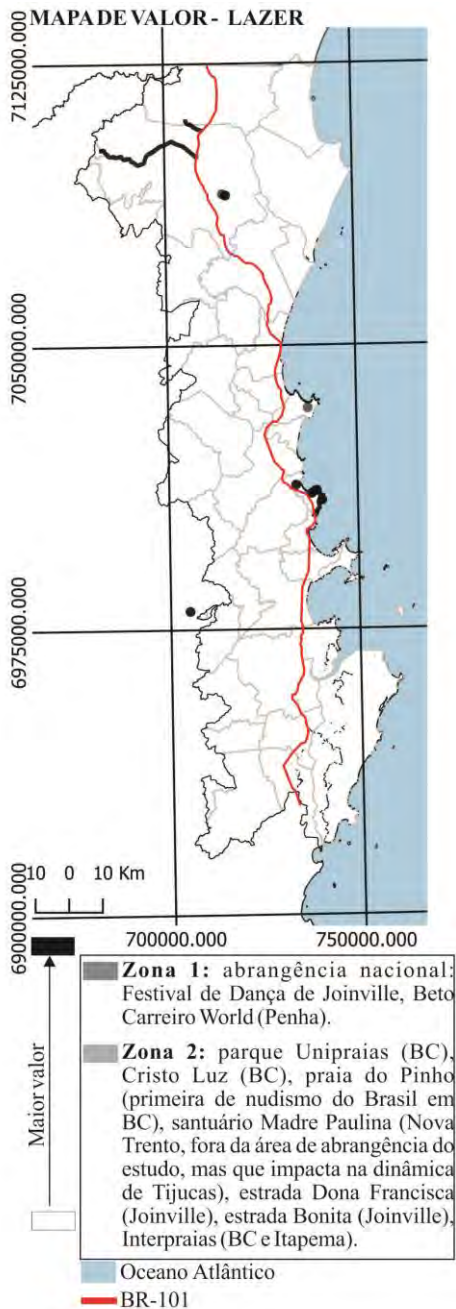 MAPA DE VALOR - LAZER
7125000.000
7050000.000
6975000.000
6900000.000
10 0 10 Km
700000.000 750000.000
Maior valor
Zona 1: abrangência nacional:
Festival de Dança de Joinville, Beto
Carreiro World (Penha).
Zona 2: parque Unipraias (BC),
Cristo Luz (BC), praia do Pinho
(primeira de nudismo do Brasil em
BC), santuário Madre Paulina (Nova
Trento, fora da área de abrangência do
estudo, mas que impacta na dinâmica
de Tijucas), estrada Dona Francisca
(Joinville), estrada Bonita (Joinville),
Interpraias (BC e Itapema).
Oceano Atlântico
BR-101